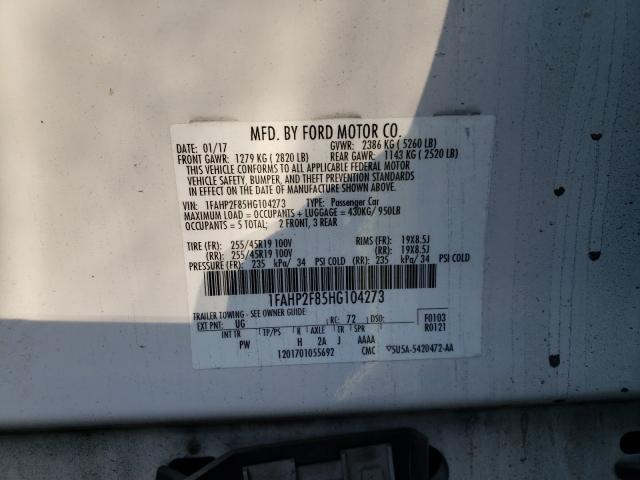 MFD. BY FORD MOTOR CO.
DATE: 01/17 GVWR: 2386 KG ( 5260 LB)
FRONT GAWR: 1279 KG ( 2820 LB) REAR GAWR: 1143 KG ( 2520 LB)
THIS VEHICLE CONFORMS TO ALL APPLICABLE FEDERAL MOTOR
VEHICLE SAFETY, BUMPER, AND THEFT PREVENTION STANDARDS
IN EFFECT ON THE DATE OF MANUFACTURE SHOWN ABOVE.
VIN: 1FAHP2F85HG104273 TYPE: Passenger Car
MAXIMUM LOAD = OCCUPANTS + LUGGAGE = 430KG/ 950LB
OCCUPANTS = 5 TOTAL; 2 FRONT, 3 REAR
TIRE (FR): 255/45R19 100V RIMS (FR): 19X8.5J
(RR): 255/45R19 100V (RR): 19X8.5J
PRESSURE (FR): 235 kPa/ 34 PSI COLD (RR): 235 kPa/ 34 PSI COLD
1FAHP2F85HG104273
TRAILER TOWING - SEE OWNER GUIDE
EXT PNT: UG RC: 72 DSO: F0103
R0121
INT TR TP/PS R AXLE TR SPR
PW H 2A J AAAA
1201701055692 CMC ▽5U5A-5420472-AA